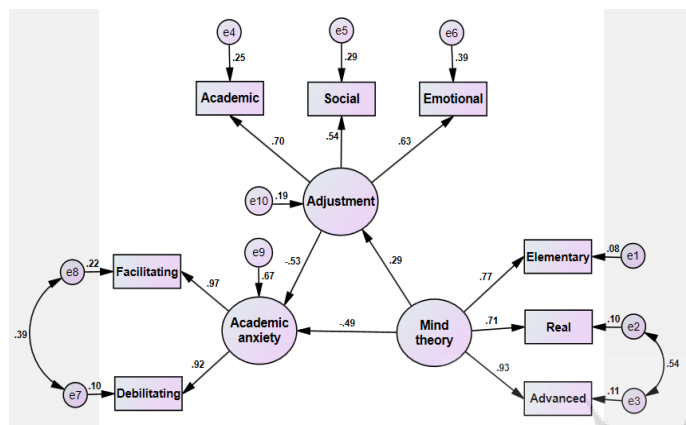 e4
e5
e6
.25
.29
.39
Academic
Social
Emotional
.70
.54
.63
e10
.19
Adjustment
e9
.67
-.53
.29
e8
.22
Facilitating
.97
Academic
anxiety
-.49
Mind
theory
.77
Elementary
.08
e1
.71
Real
.10
e2
.39
.54
.92
.93
e7
.10
Debilitating
Advanced
.11
e3